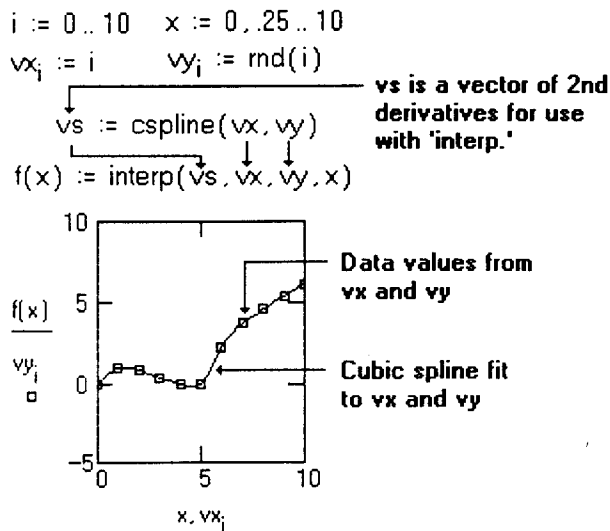 i := 0 .. 10 x := 0, .25 .. 10
vx_i := i vy_i := rnd(i)
vs is a vector of 2nd
derivatives for use
with 'interp.'
vs := cspline(vx, vy)
f(x) := interp(vs, vx, vy, x)
10
5
0
-5
f(x)
vy_i
0
5
10
x, vx_i
Data values from
vx and vy
Cubic spline fit
to vx and vy